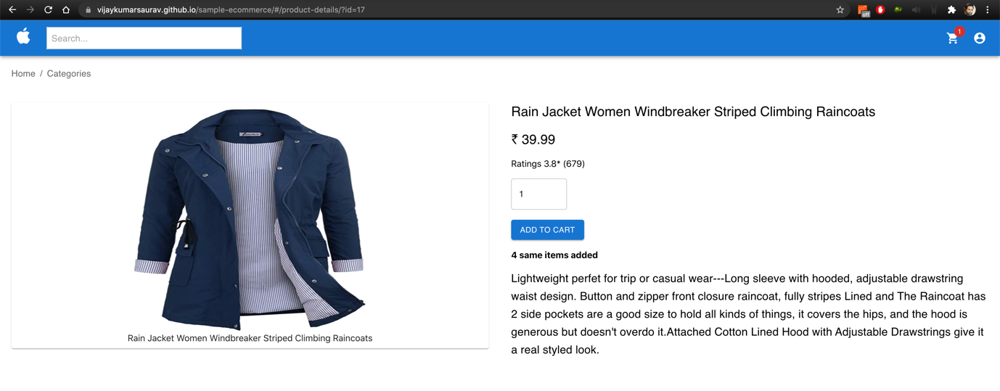 vijaykumarsaurav.github.io/sample-ecommerce/#/product-details/?id=17
off
Search...
1
Home / Categories
Rain Jacket Women Windbreaker Striped Climbing Raincoats
₹ 39.99
Ratings 3.8* (679)
1
ADD TO CART
4 same items added
Lightweight perfet for trip or casual wear---Long sleeve with hooded, adjustable drawstring
waist design. Button and zipper front closure raincoat, fully stripes Lined and The Raincoat has
2 side pockets are a good size to hold all kinds of things, it covers the hips, and the hood is
generous but doesn't overdo it.Attached Cotton Lined Hood with Adjustable Drawstrings give it
a real styled look.
Rain Jacket Women Windbreaker Striped Climbing Raincoats